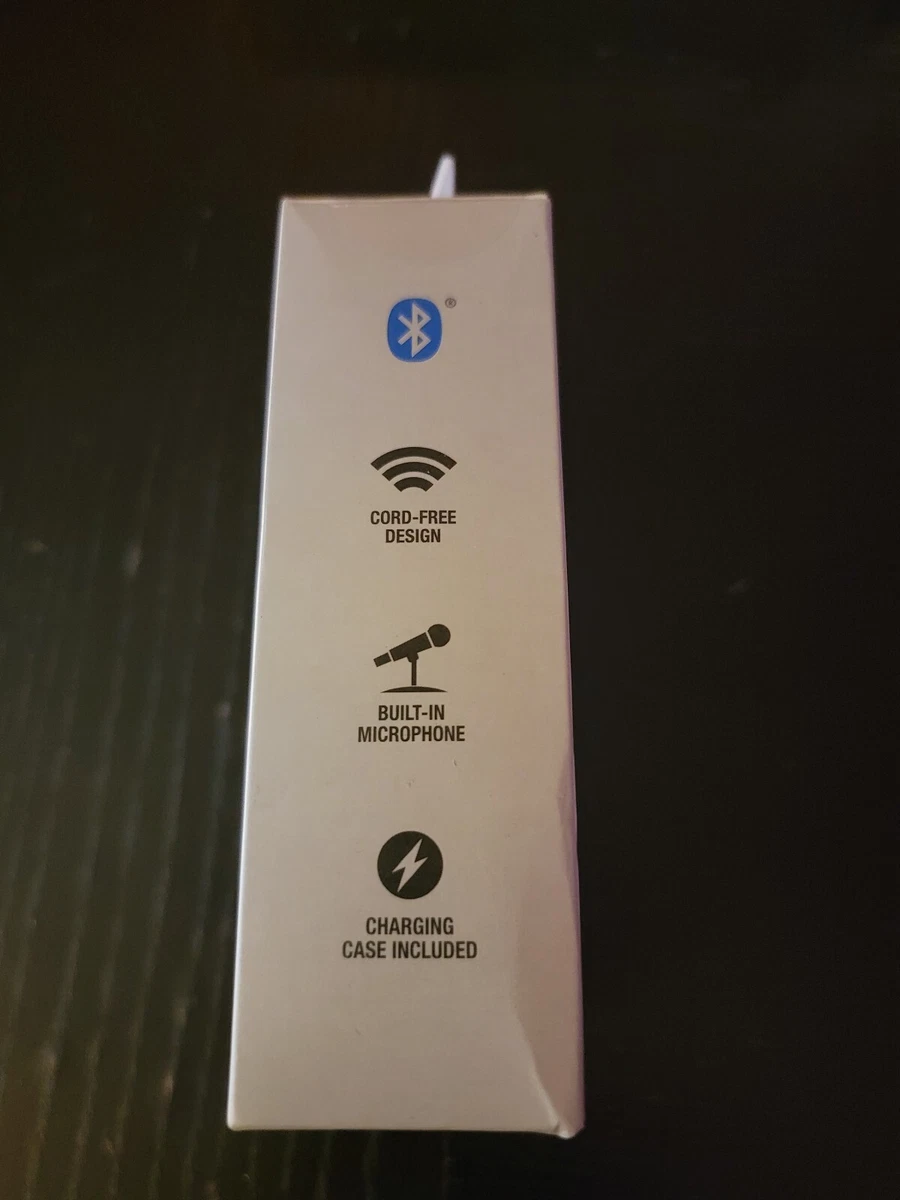 ®
CORD-FREE
DESIGN
BUILT-IN
MICROPHONE
CHARGING
CASE INCLUDED